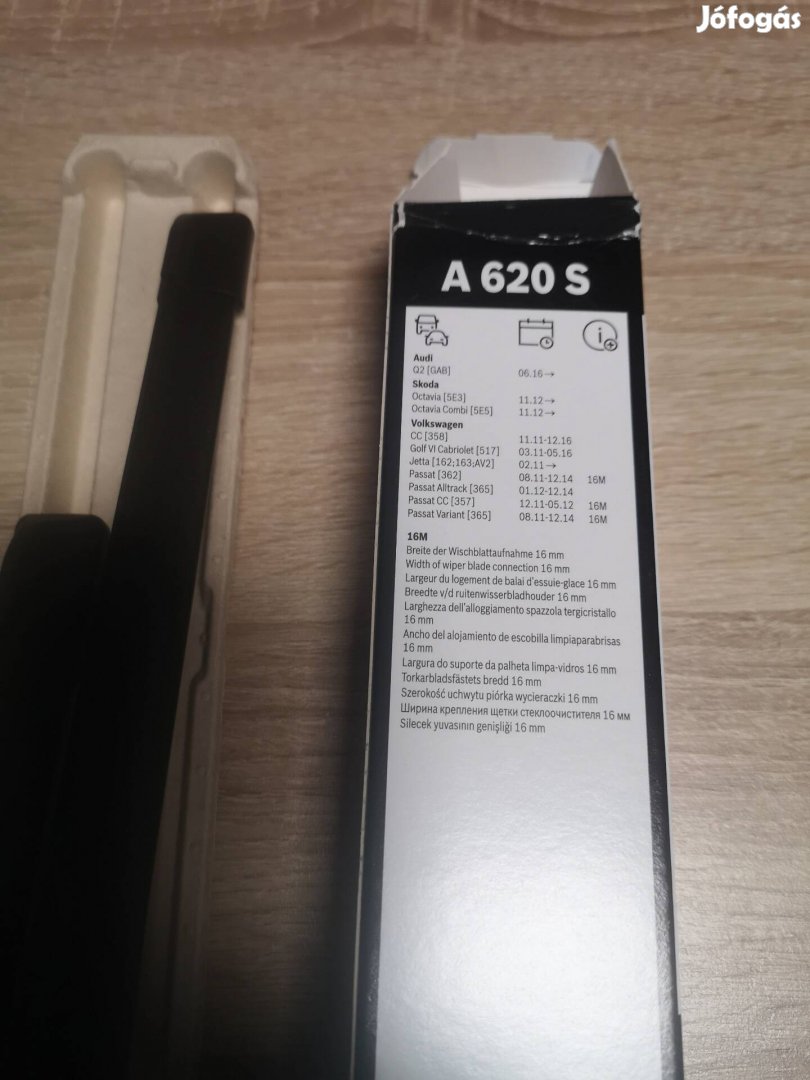 Jófogás
A 620 S
Audi
Q2 [GAB] 06.16→
Skoda
Octavia [5E3] 11.12→
Octavia Combi [5E5] 11.12→
Volkswagen
CC [358] 11.11-12.16
Golf VI Cabriolet [517] 03.11-05.16
Jetta [162;163;AV2] 02.11→
Passat [362] 08.11-12.14 16M
Passat Alltrack [365] 01.12-12.14
Passat CC [357] 12.11-05.12 16M
Passat Variant [365] 08.11-12.14 16M
16M
Breite der Wischblattaufnahme 16 mm
Width of wiper blade connection 16 mm
Largeur du logement de balai d'essuie-glace 16 mm
Breedte v/d ruitenwisserbladhouder 16 mm
Larghezza dell'alloggiamento spazzola tergicristallo
16 mm
Ancho del alojamiento de escobilla limpiaparabrisas
16 mm
Largura do suporte da palheta limpa-vidros 16 mm
Torkarbladsfästets bredd 16 mm
Szerokość uchwytu piórka wycieraczki 16 mm
Ширина крепления щетки стеклоочистителя 16 мм
Silecek yuvasının genişliği 16 mm